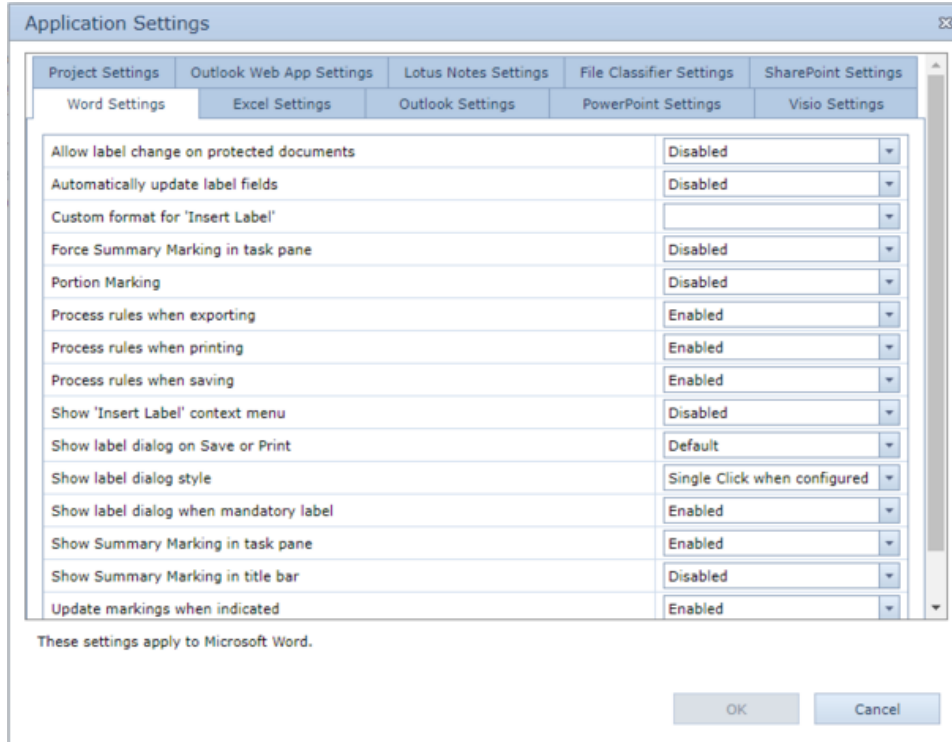 Application Settings
Project Settings Outlook Web App Settings Lotus Notes Settings File Classifier Settings SharePoint Settings
Word Settings Excel Settings Outlook Settings PowerPoint Settings Visio Settings
Allow label change on protected documents Disabled
Automatically update label fields Disabled
Custom format for 'Insert Label'
Force Summary Marking in task pane Disabled
Portion Marking Disabled
Process rules when exporting Enabled
Process rules when printing Enabled
Process rules when saving Enabled
Show 'Insert Label' context menu Disabled
Show label dialog on Save or Print Default
Show label dialog style Single Click when configured
Show label dialog when mandatory label Enabled
Show Summary Marking in task pane Enabled
Show Summary Marking in title bar Disabled
Update markings when indicated Enabled
These settings apply to Microsoft Word.
OK Cancel